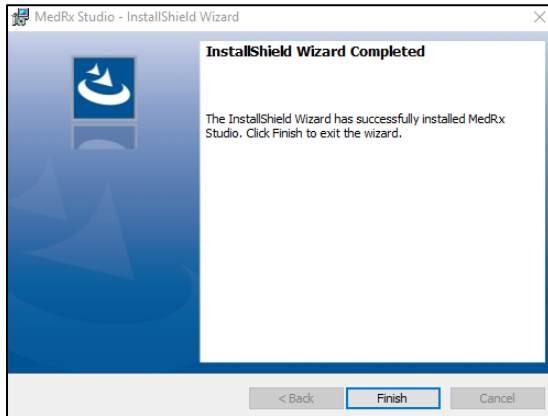 MedRx Studio - InstallShield Wizard
InstallShield Wizard Completed
The InstallShield Wizard has successfully installed MedRx
Studio. Click Finish to exit the wizard.
< Back Finish Cancel